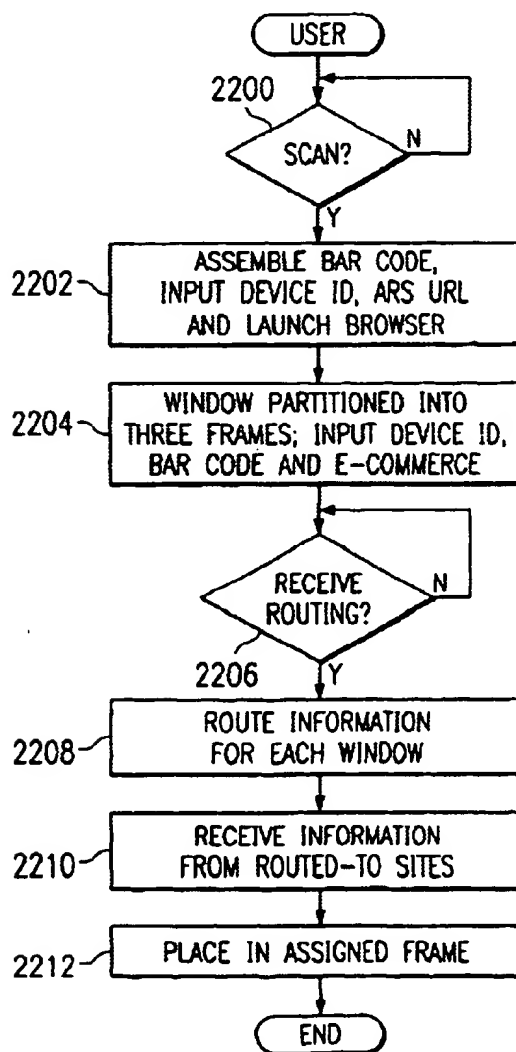 USER
2200
SCAN?
N
Y
2202
ASSEMBLE BAR CODE,
INPUT DEVICE ID, ARS URL
AND LAUNCH BROWSER
2204
WINDOW PARTITIONED INTO
THREE FRAMES; INPUT DEVICE ID,
BAR CODE AND E-COMMERCE
RECEIVE
ROUTING?
N
2206
Y
2208
ROUTE INFORMATION
FOR EACH WINDOW
2210
RECEIVE INFORMATION
FROM ROUTED-TO SITES
2212
PLACE IN ASSIGNED FRAME
END